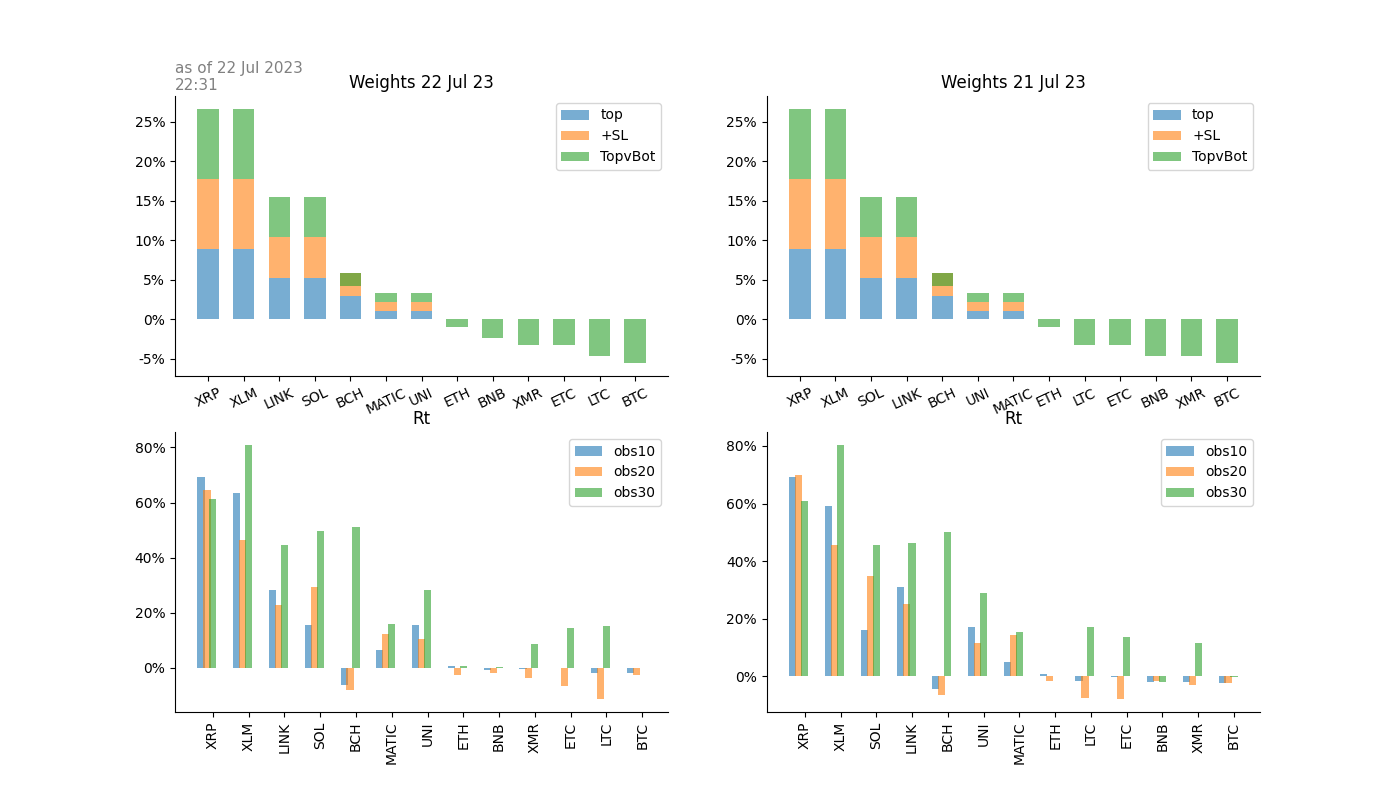 as of 22 Jul 2023
22:31
Weights 22 Jul 23
25%
20%
15%
10%
5%
0%
-5%
top
+SL
TopvBot
XRP XLM LINK SOL BCH MATIC UNI ETH BNB XMR ETC LTC BTC
Weights 21 Jul 23
25%
20%
15%
10%
5%
0%
-5%
top
+SL
TopvBot
XRP XLM SOL LINK BCH UNI MATIC ETH LTC ETC BNB XMR BTC
Rt
80%
60%
40%
20%
0%
obs10
obs20
obs30
XRP XLM LINK SOL BCH MATIC UNI ETH BNB XMR ETC LTC BTC
Rt
80%
60%
40%
20%
0%
obs10
obs20
obs30
XRP XLM SOL LINK BCH UNI MATIC ETH LTC ETC BNB XMR BTC